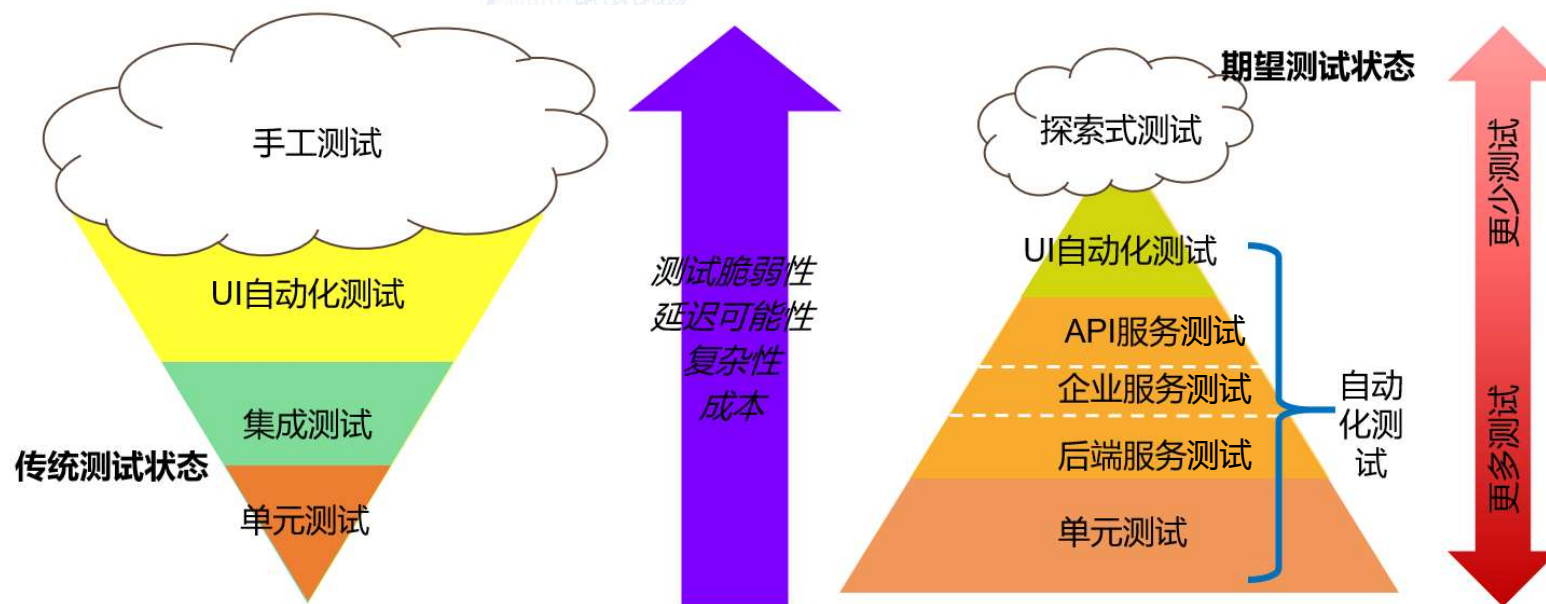 手工测试
UI自动化测试
集成测试
传统测试状态
单元测试
测试脆弱性
延迟可能性
复杂性
成本
期望测试状态
探索式测试
UI自动化测试
API服务测试
企业服务测试
后端服务测试
单元测试
自动
化测
试
更少测试
更多测试